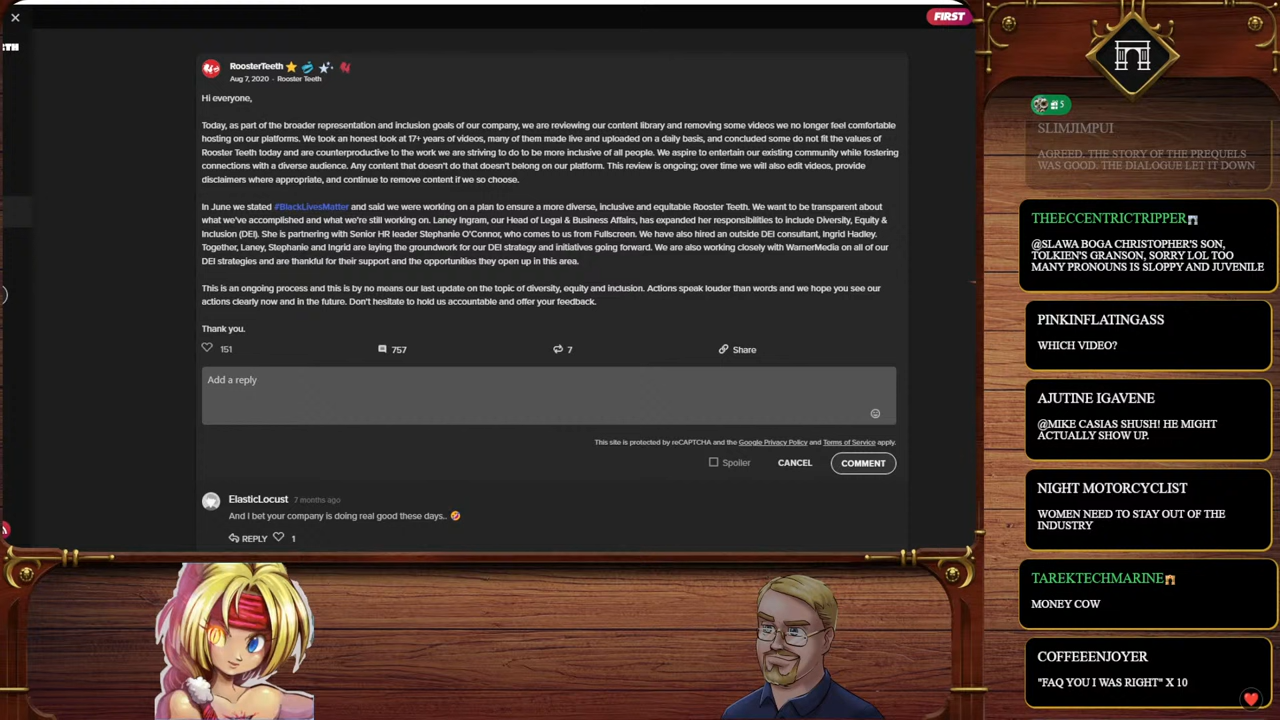 FIRST
RTH
RoosterTeeth
Aug 7, 2020 - Rooster Teeth
Hi everyone,
Today, as part of the broader representation and inclusion goals of our company, we are reviewing our content library and removing some videos we no longer feel comfortable
hosting on our platforms. We took an honest look at 17+ years of videos, many of them made live and uploaded on a daily basis, and concluded some do not fit the values of
Rooster Teeth today and are counterproductive to the work we are striving to do to be more inclusive of all people. We aspire to entertain our existing community while fostering
connections with a diverse audience. Any content that doesn't do that doesn't belong on our platform. This review is ongoing; over time we will also edit videos, provide
disclaimers where appropriate, and continue to remove content if we so choose.
In June we stated #BlackLivesMatter and said we were working on a plan to ensure a more diverse, inclusive and equitable Rooster Teeth. We want to be transparent about
what we've accomplished and what we're still working on. Laney Ingram, our Head of Legal & Business Affairs, has expanded her responsibilities to include Diversity, Equity &
Inclusion (DEI). She is partnering with Senior HR leader Stephanie O'Connor, who comes to us from Fullscreen. We have also hired an outside DEI consultant, Ingrid Hadley.
Together, Laney, Stephanie and Ingrid are laying the groundwork for our DEI strategy and initiatives going forward. We are also working closely with WarnerMedia on all of our
DEI strategies and are thankful for their support and the opportunities they open up in this area.
This is an ongoing process and this is by no means our last update on the topic of diversity, equity and inclusion. Actions speak louder than words and we hope you see our
actions clearly now and in the future. Don't hesitate to hold us accountable and offer your feedback.
Thank you.
151 757 7 Share
Add a reply
This site is protected by reCAPTCHA and the Google Privacy Policy and Terms of Service apply.
Spoiler CANCEL COMMENT
ElasticLocust 7 months ago
And I bet your company is doing real good these days.. 🤣
REPLY 1
5
SLIMJIMPUI
AGREED. THE STORY OF THE PREQUELS
WAS GOOD. THE DIALOGUE LET IT DOWN
THEECCENTRICTRIPPER
@SLAWA BOGA CHRISTOPHER'S SON,
TOLKIEN'S GRANSON, SORRY LOL TOO
MANY PRONOUNS IS SLOPPY AND JUVENILE
PINKINFLATINGASS
WHICH VIDEO?
AJUTINE IGAVENE
@MIKE CASIAS SHUSH! HE MIGHT
ACTUALLY SHOW UP.
NIGHT MOTORCYCLIST
WOMEN NEED TO STAY OUT OF THE
INDUSTRY
TAREKTECHMARINE
MONEY COW
COFFEEENJOYER
"FAQ YOU I WAS RIGHT" X 10